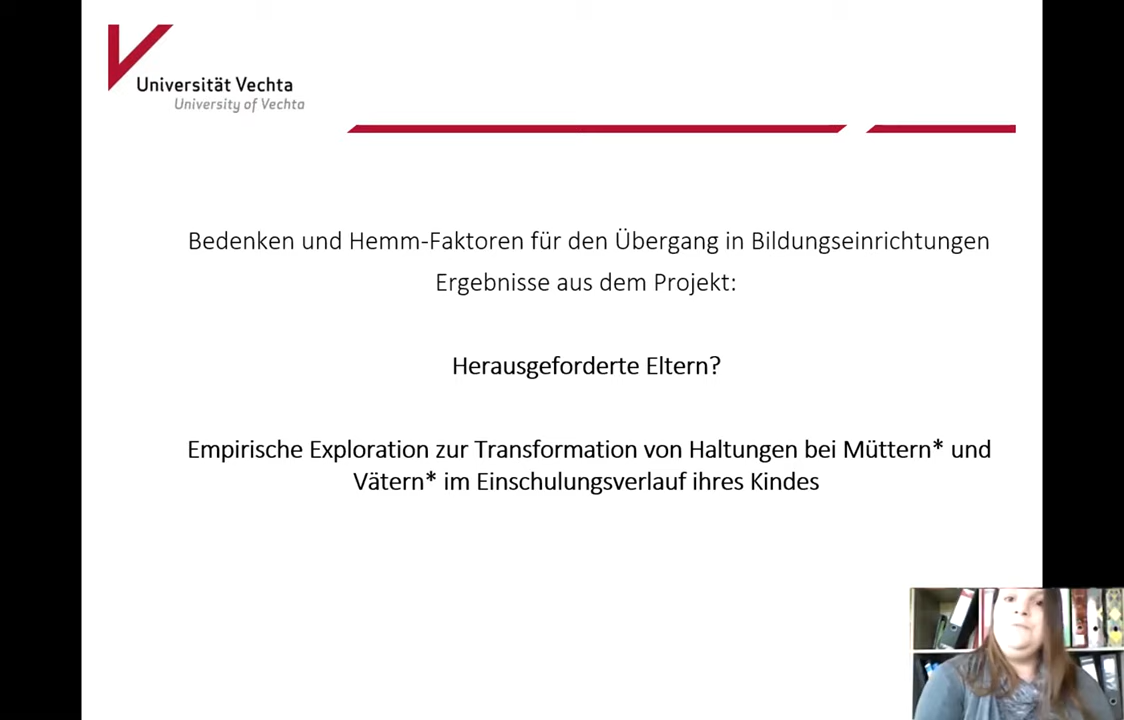 Universität Vechta
University of Vechta
Bedenken und Hemm-Faktoren für den Übergang in Bildungseinrichtungen
Ergebnisse aus dem Projekt:
Herausgeforderte Eltern?
Empirische Exploration zur Transformation von Haltungen bei Müttern* und
Vätern* im Einschulungsverlauf ihres Kindes